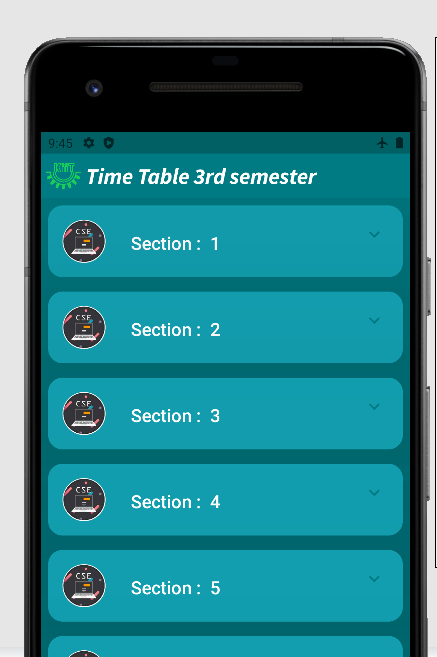 9:45
Time Table 3rd semester
CSE
Section : 1
CSE
Section : 2
CSE
Section : 3
CSE
Section : 4
CSE
Section : 5